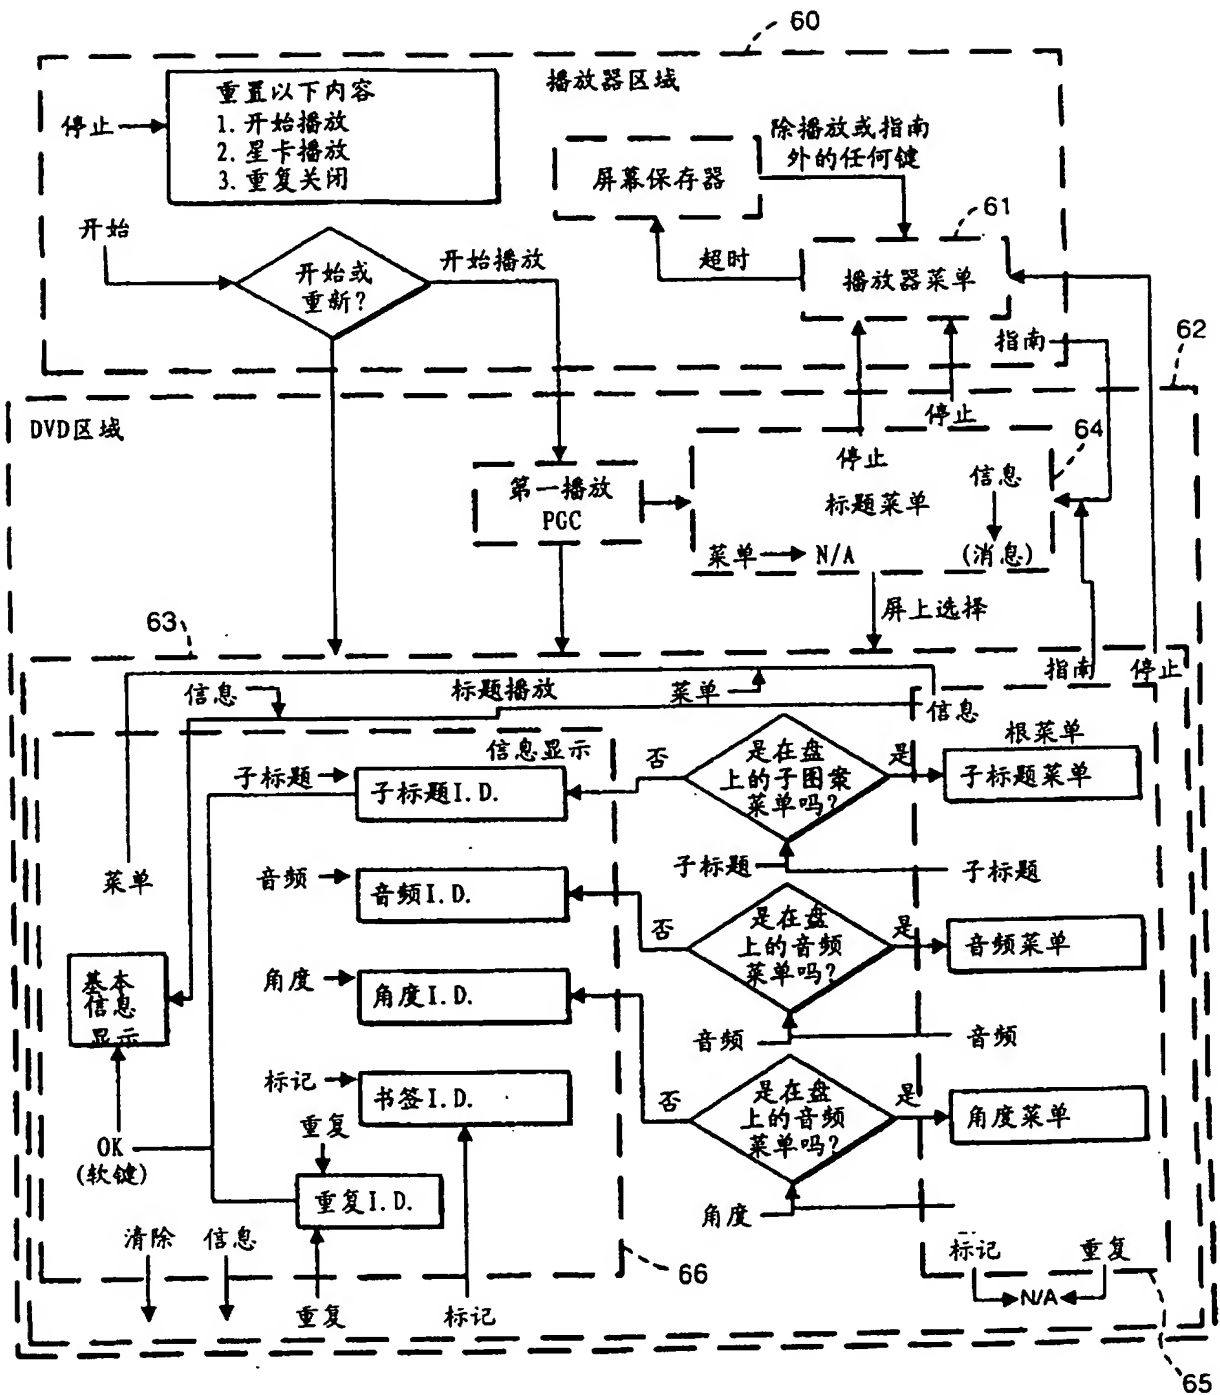 60
播放器区域
重置以下内容
1.开始播放
2.星卡播放
3.重复关闭
停止
除播放或指南
外的任何键
屏幕保存器
61
开始
开始或
重新?
开始播放
超时
播放器菜单
指南
62
DVD区域
停止
64
停止
第一播放
PGC
信息
标题菜单
菜单
N/A
(消息)
屏上选择
63
指南
停止
信息
标题播放
菜单
信息
信息显示
否
是在盘
上的子图案
菜单吗?
是
根菜单
子标题菜单
子标题
子标题I.D.
菜单
子标题
子标题
音频
音频I.D.
否
是在盘
上的音频
菜单吗?
是
音频菜单
基本
信息
显示
角度
角度I.D.
音频
音频
标记
书签I.D.
否
是在盘
上的音频
菜单吗?
是
角度菜单
重复
OK
(软键)
重复I.D.
角度
清除
信息
标记
重复
66
N/A
重复
标记
65